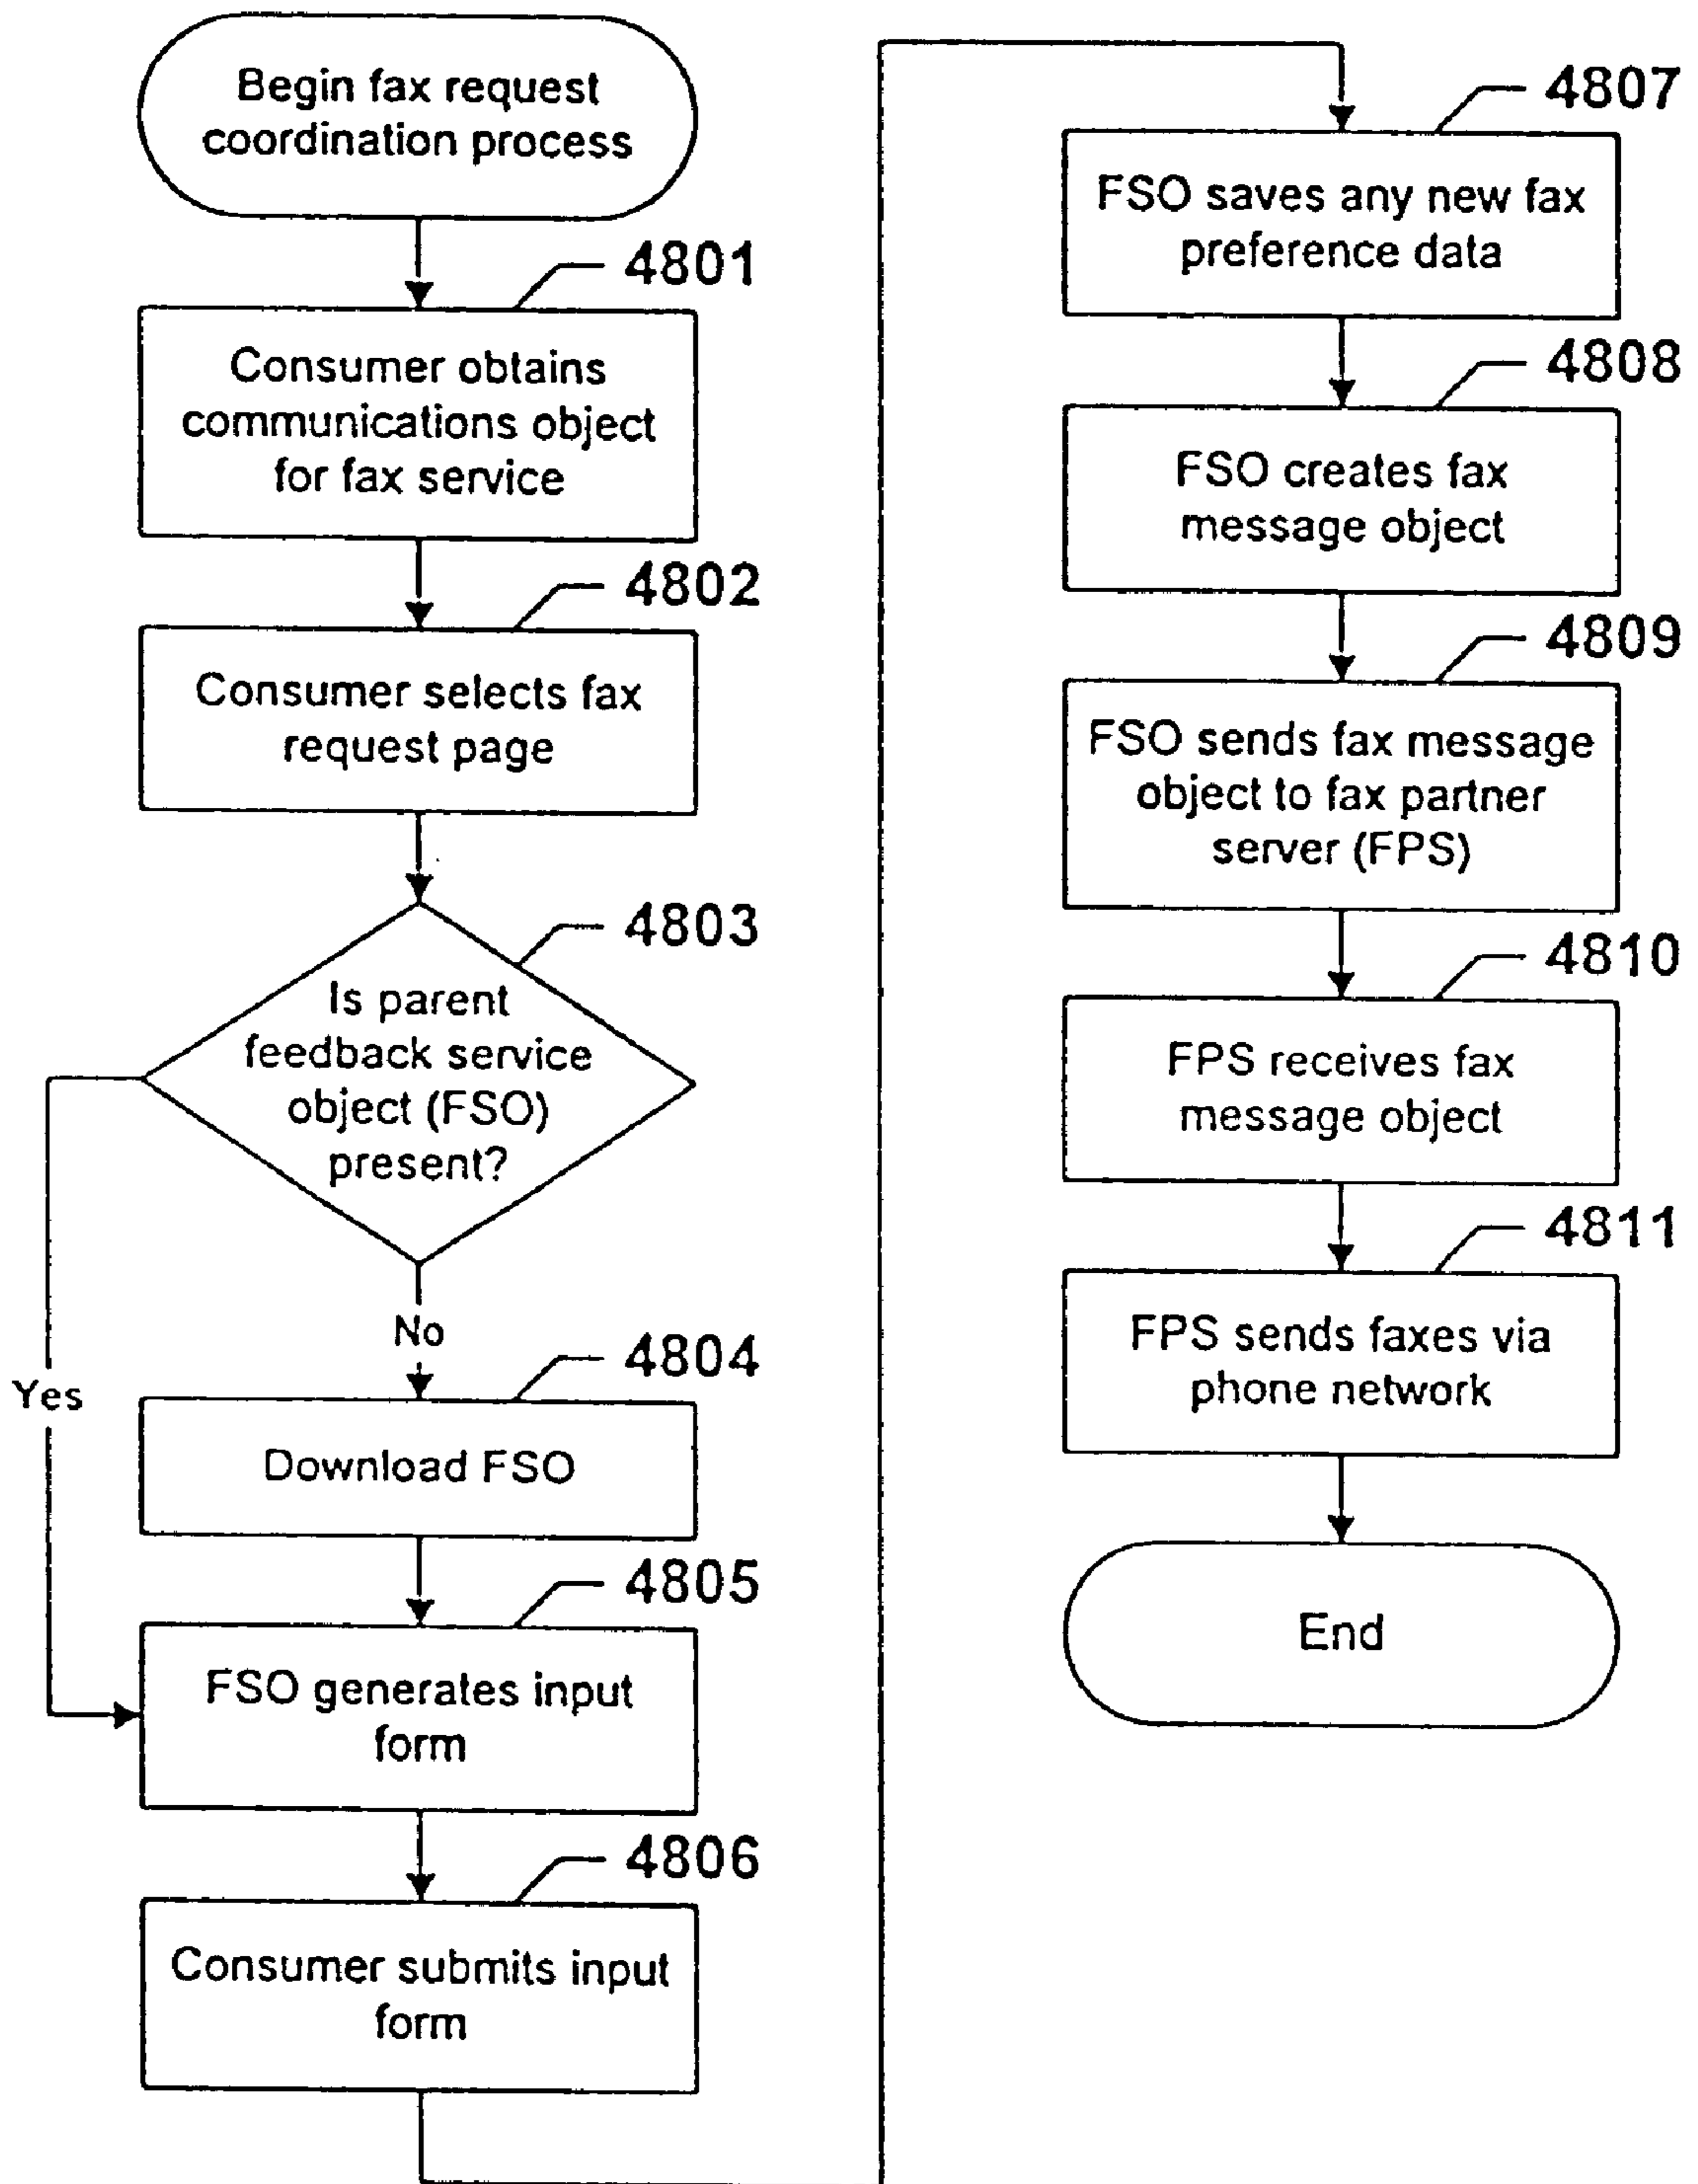 Begin fax request
coordination process
4801
Consumer obtains
communications object
for fax service
4802
Consumer selects fax
request page
4803
Is parent
feedback service
object (FSO)
present?
No
Yes
4804
Download FSO
4805
FSO generates input
form
4806
Consumer submits input
form
4807
FSO saves any new fax
preference data
4808
FSO creates fax
message object
4809
FSO sends fax message
object to fax partner
server (FPS)
4810
FPS receives fax
message object
4811
FPS sends faxes via
phone network
End